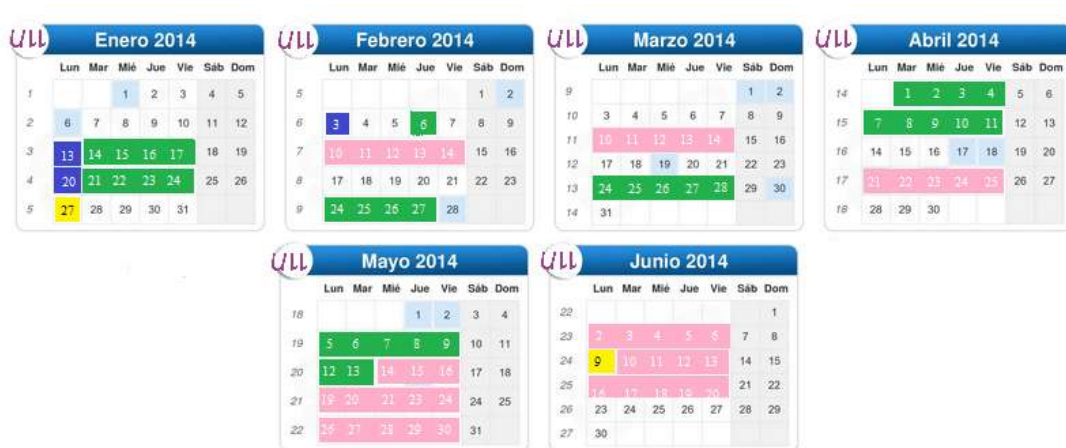 ULL Enero 2014
Lun Mar Mié Jue Vie Sáb Dom
1 1 2 3 4 5
2 6 7 8 9 10 11 12
3 13 14 15 16 17 18 19
4 20 21 22 23 24 25 26
5 27 28 29 30 31
ULL Febrero 2014
Lun Mar Mié Jue Vie Sáb Dom
5 1 2
6 3 4 5 6 7 8 9
7 10 11 12 13 14 15 16
8 17 18 19 20 21 22 23
9 24 25 26 27 28
ULL Marzo 2014
Lun Mar Mié Jue Vie Sáb Dom
9 1 2
10 3 4 5 6 7 8 9
11 10 11 12 13 14 15 16
12 17 18 19 20 21 22 23
13 24 25 26 27 28 29 30
14 31
ULL Abril 2014
Lun Mar Mié Jue Vie Sáb Dom
14 1 2 3 4 5 6
15 7 8 9 10 11 12 13
16 14 15 16 17 18 19 20
17 21 22 23 24 25 26 27
18 28 29 30
ULL Mayo 2014
Lun Mar Mié Jue Vie Sáb Dom
18 1 2 3 4
19 5 6 7 8 9 10 11
20 12 13 14 15 16 17 18
21 19 20 21 23 24 24 25
22 26 27 28 29 30 31
ULL Junio 2014
Lun Mar Mié Jue Vie Sáb Dom
22 1
23 2 3 4 5 6 7 8
24 9 10 11 12 13 14 15
25 16 17 18 19 20 21 22
26 23 24 25 26 27 28 29
27 30